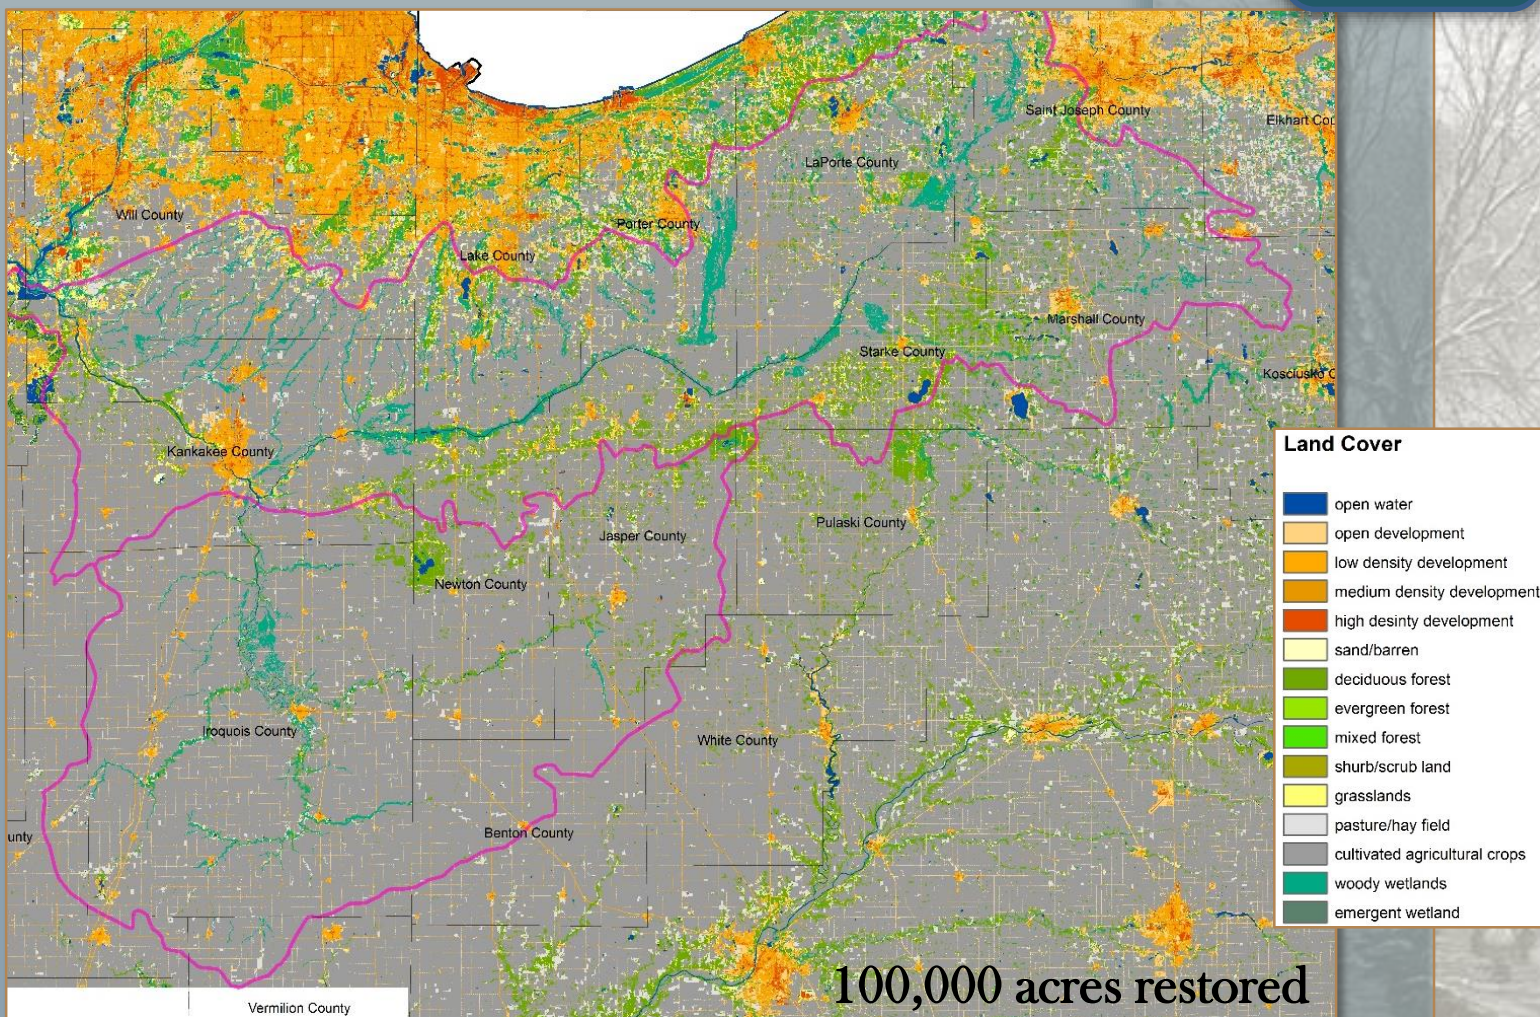 Saint Joseph County
Elkhart Cou
LaPorte County
Will County
Porter County
Lake County
Marshall County
Starke County
Kosciusko C
Kankakee County
Pulaski County
Jasper County
Newton County
Iroquois County
White County
Benton County
unty
Vermilion County
100,000 acres restored
Land Cover
open water
open development
low density development
medium density development
high desinty development
sand/barren
deciduous forest
evergreen forest
mixed forest
shurb/scrub land
grasslands
pasture/hay field
cultivated agricultural crops
woody wetlands
emergent wetland